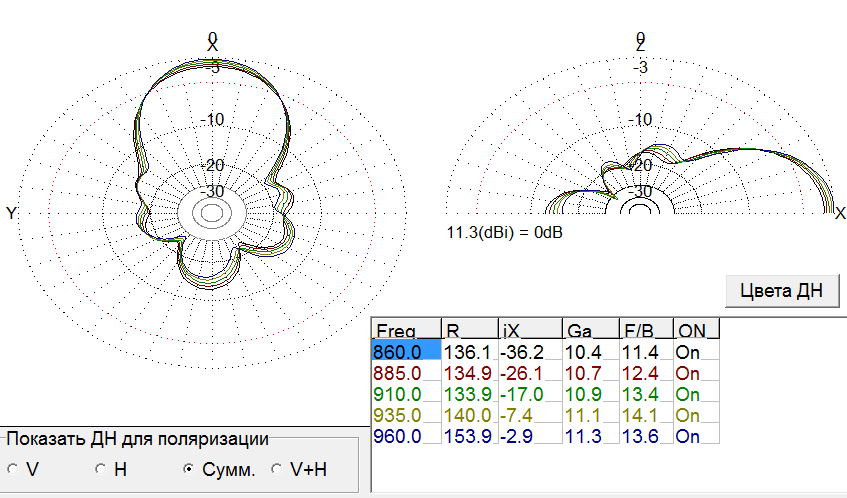 0
X
-3
-10
-20
-30
Y
0
Z
-3
-10
-20
-30
X
11.3(dBi) = 0dB
Цвета ДН
Freq R jX Ga F/B ON
860.0 136.1 -36.2 10.4 11.4 On
885.0 134.9 -26.1 10.7 12.4 On
910.0 133.9 -17.0 10.9 13.4 On
935.0 140.0 -7.4 11.1 14.1 On
960.0 153.9 -2.9 11.3 13.6 On
Показать ДН для поляризации
V H Сумм. V+H